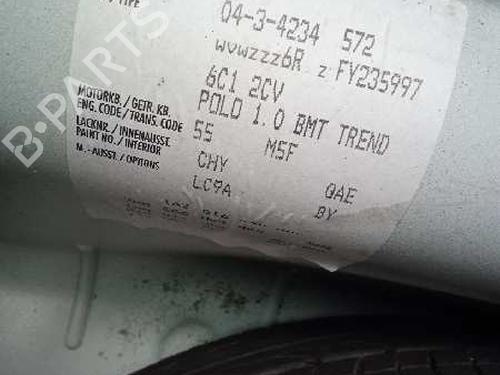 / TYPE
04-3-4234 572
WVWZZZ6R Z FY235997
6C1 2CV
POLO 1.0 BMT TREND
MOTORKB. / GETR. KB.
ENG. CODE / TRANS. CODE
55 M5F
LACKNR. / INNENAUSST.
PAINT NO. / INTERIOR
CHY QAE
M.-AUSST. / OPTIONS
LC9A BY
B-PARTS